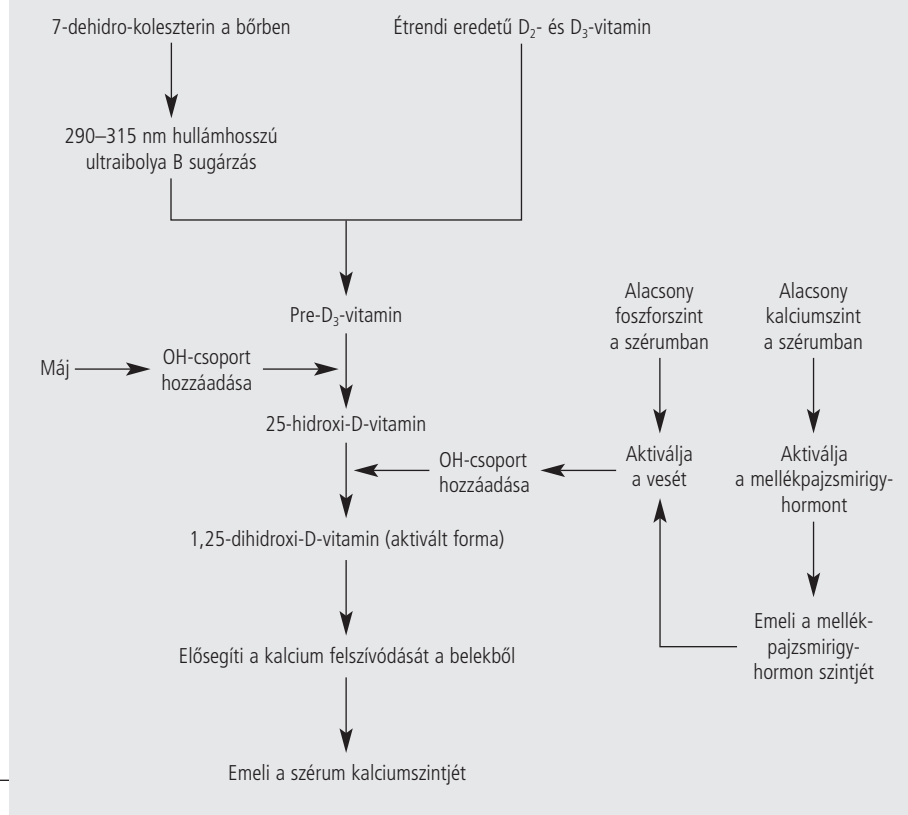 7-dehidro-koleszterin a bőrben
Étrendi eredetű D₂- és D₃-vitamin
290–315 nm hullámhosszú
ultraibolya B sugárzás
Pre-D₃-vitamin
Alacsony
foszforszint
a szérumban
Alacsony
kalciumszint
a szérumban
Máj
OH-csoport
hozzáadása
25-hidroxi-D-vitamin
OH-csoport
hozzáadása
Aktiválja
a vesét
Aktiválja
a mellékpajzsmirigy-
hormont
1,25-dihidroxi-D-vitamin (aktivált forma)
Emeli a mellék-
pajzsmirigy-
hormon szintjét
Elősegíti a kalcium felszívódását a belekből
Emeli a szérum kalciumszintjét